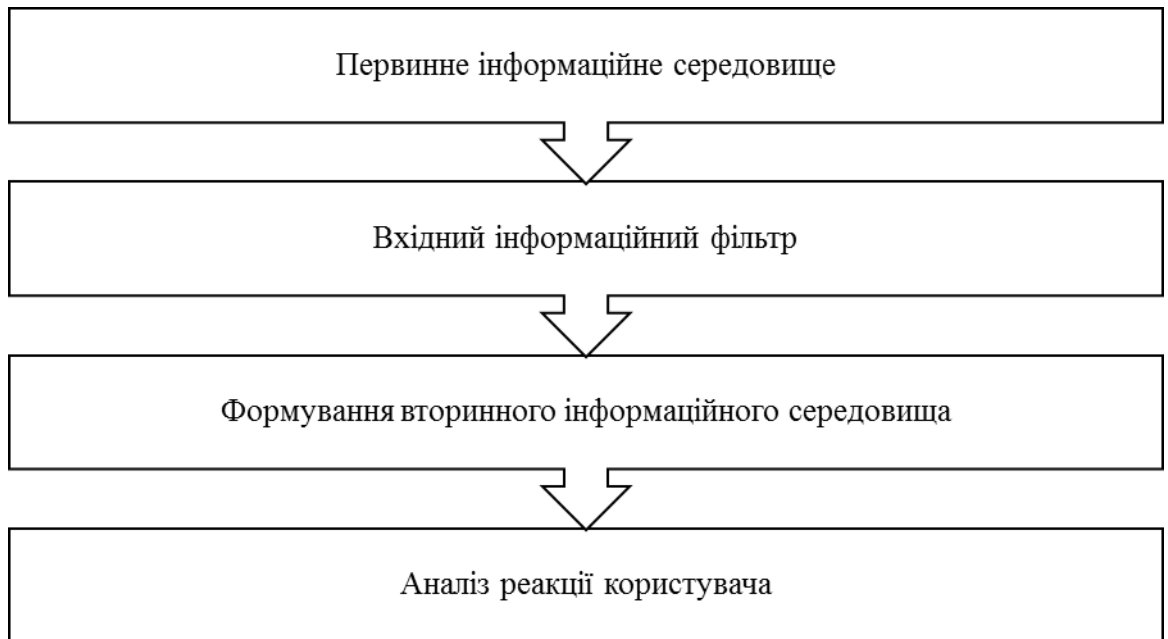 Первинне інформаційне середовище
Вхідний інформаційний фільтр
Формування вторинного інформаційного середовища
Аналіз реакції користувача